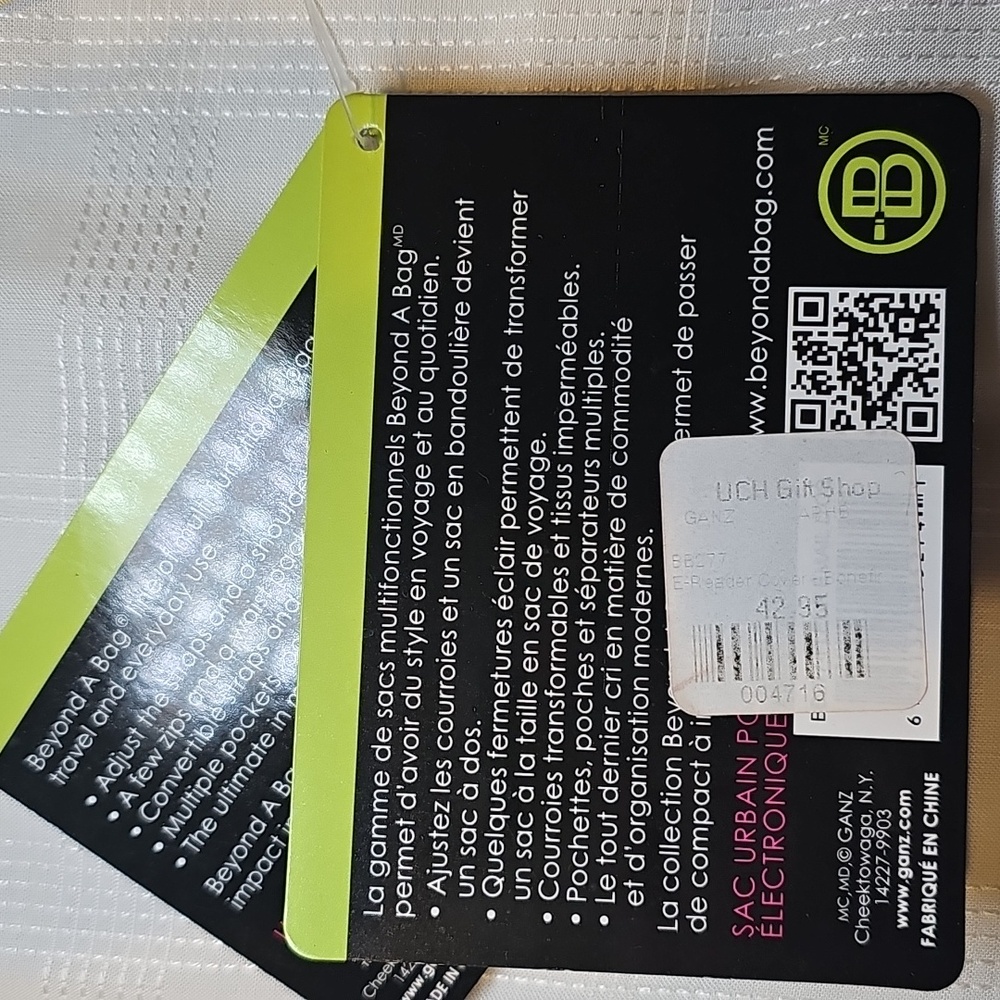 La gamme de sacs multifonctionnels Beyond A Bag MD
permet d'avoir du style en voyage et au quotidien.
• Ajustez les courroies et un sac en bandoulière devient
un sac à dos.
• Quelques fermetures éclair permettent de transformer
un sac à la taille en sac de voyage.
• Courroies transformables et tissus imperméables.
• Pochettes, poches et séparateurs multiples.
• Le tout dernier cri en matière de commodité
et d'organisation modernes.
La collection Bey ermet de passer
de compact à
SAC URBAIN PO
ÉLECTRONIQUE
ww.beyondabag.com
MC
B
UCH Gift Shop
GANZ
BB277
E-Reader Cover
42.95
004716
MC,MD,© GANZ
Cheektowaga, N.Y.
14227-9903
www.ganz.com
FABRIQUÉ EN CHINE
Beyond A Bag®
travel and everyday use.
• Adjust the
• A few zips and a
• Convertible straps and
• Multiple pockets
• The ultimate in
Beyond A Ba
impact